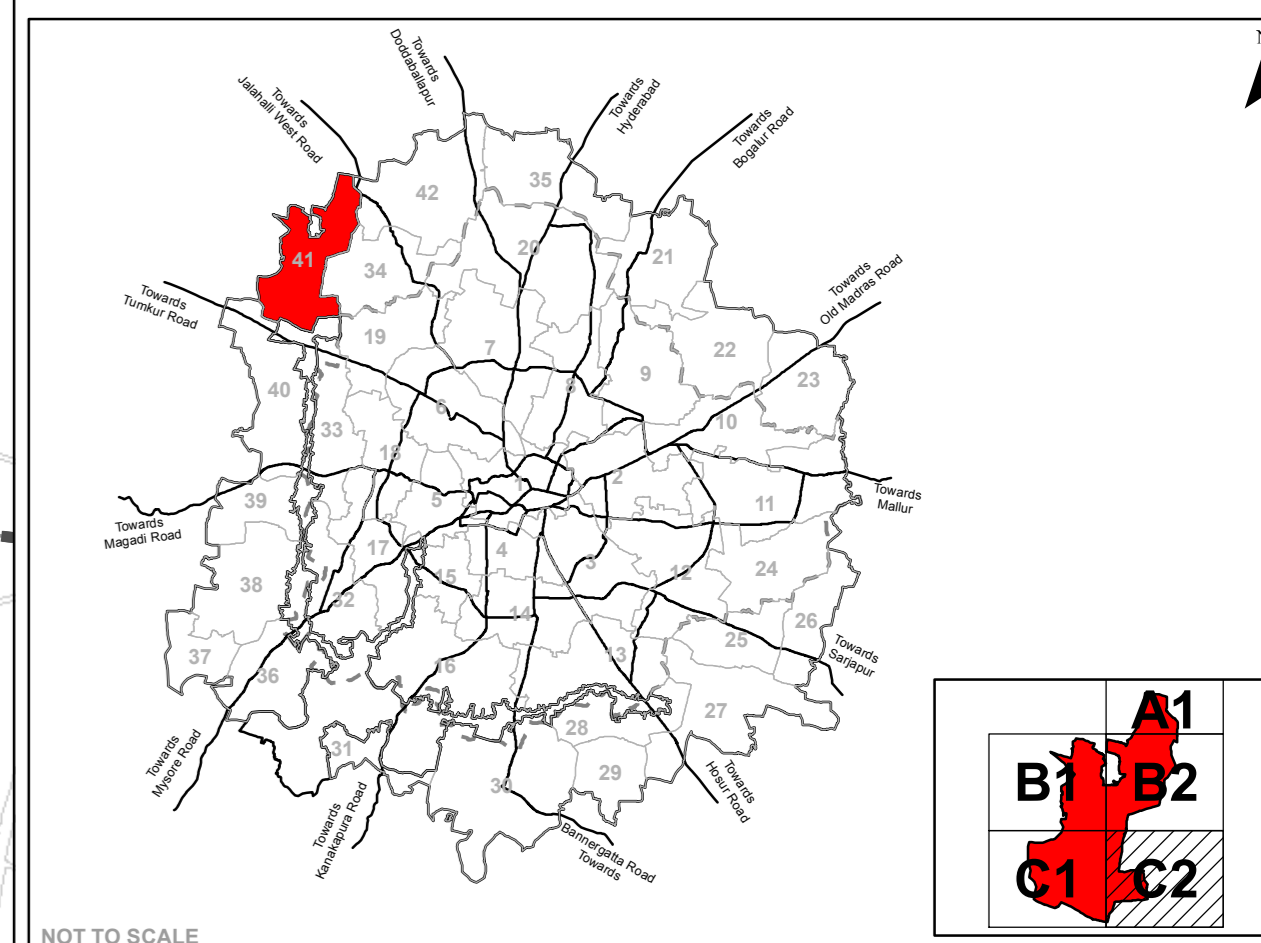 N
Towards
Doddaballapur
Towards
Jalahalli West Road
Towards
Hyderabad
Towards
Bogalur Road
42
35
20
21
41
34
Towards
Old Madras Road
Towards
Tumkur Road
19
7
22
9
23
40
8
6
10
33
18
1
2
5
39
11
Towards
Mallur
Towards
Magadi Road
17
4
3
38
15
12
24
32
14
26
25
Towards
Sarjapur
37
36
16
13
27
28
31
29
30
Towards
Mysore Road
Towards
Kanakapura Road
Bannergatta Road
Towards
Towards
Hosur Road
A1
B1
B2
C1
C2
NOT TO SCALE